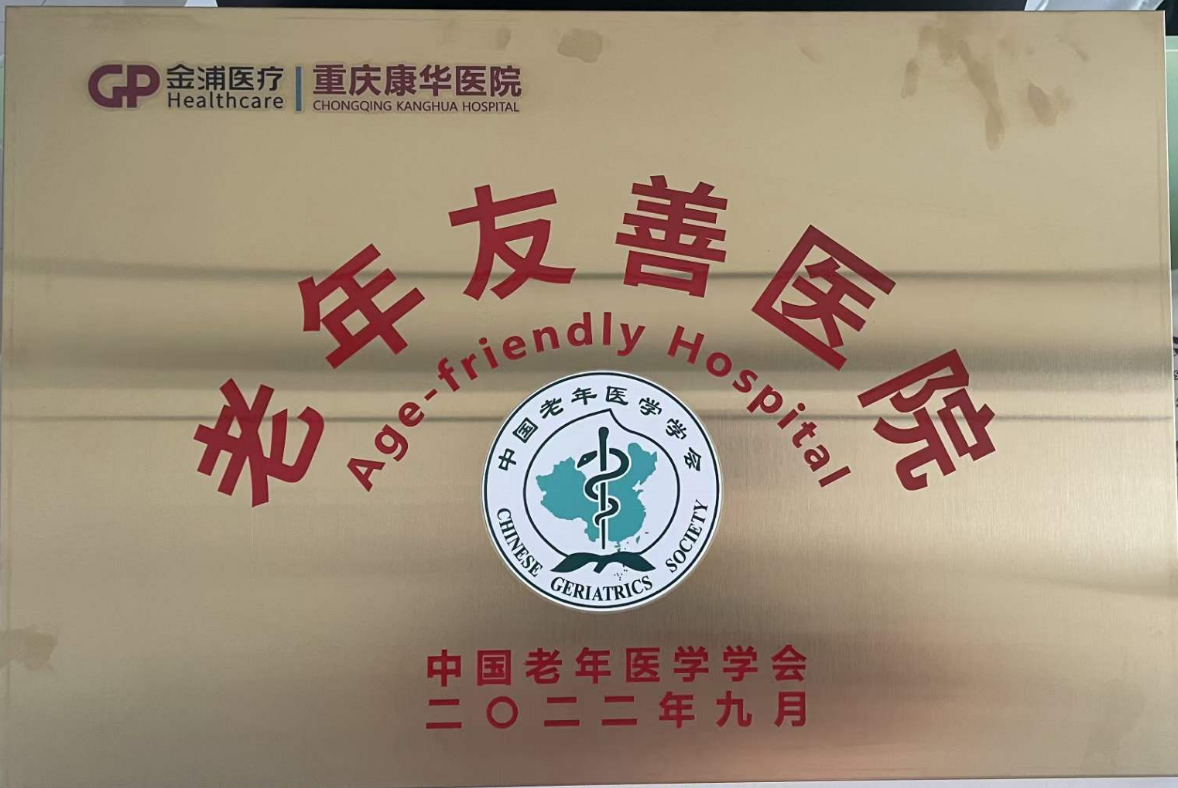 GP 金浦医疗 Healthcare
重庆康华医院
CHONGQING KANGHUA HOSPITAL
老年友善医院
Age-friendly Hospital
中国老年医学学会
CHINESE GERIATRICS SOCIETY
中国老年医学学会
二〇二二年九月